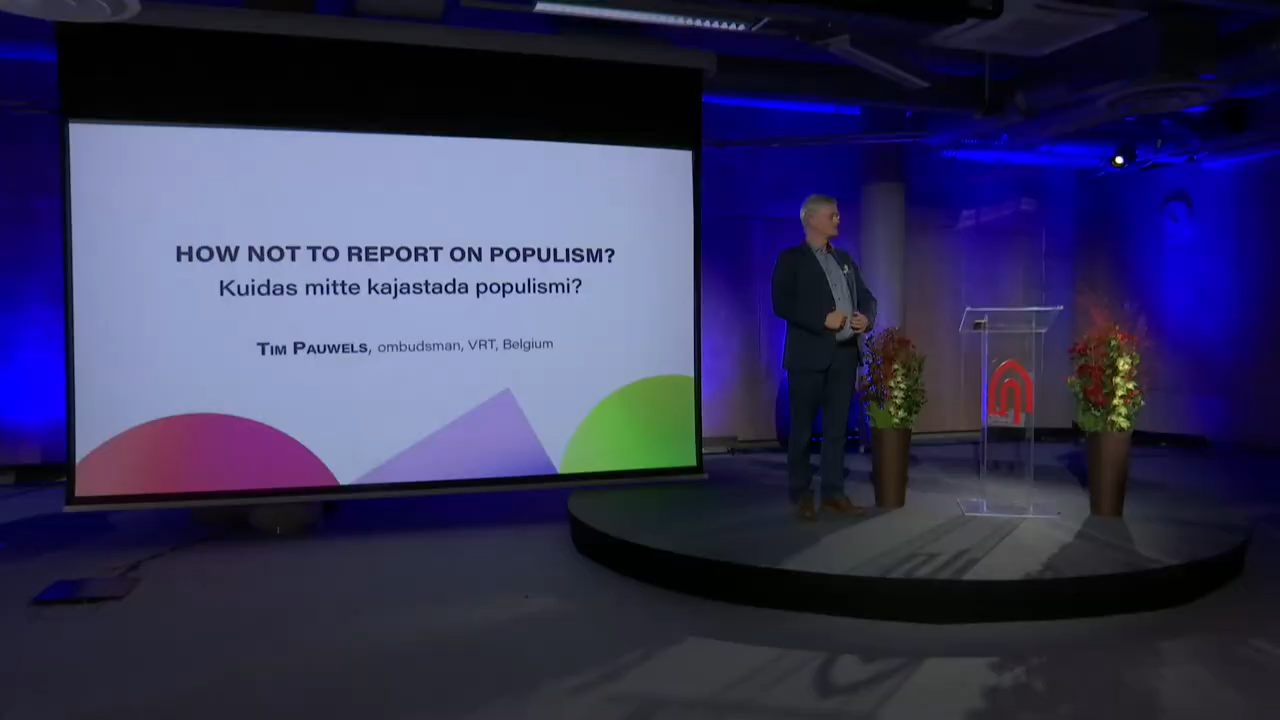 HOW NOT TO REPORT ON POPULISM?
Kuidas mitte kajastada populismi?
TIM PAUWELS, ombudsman, VRT, Belgium